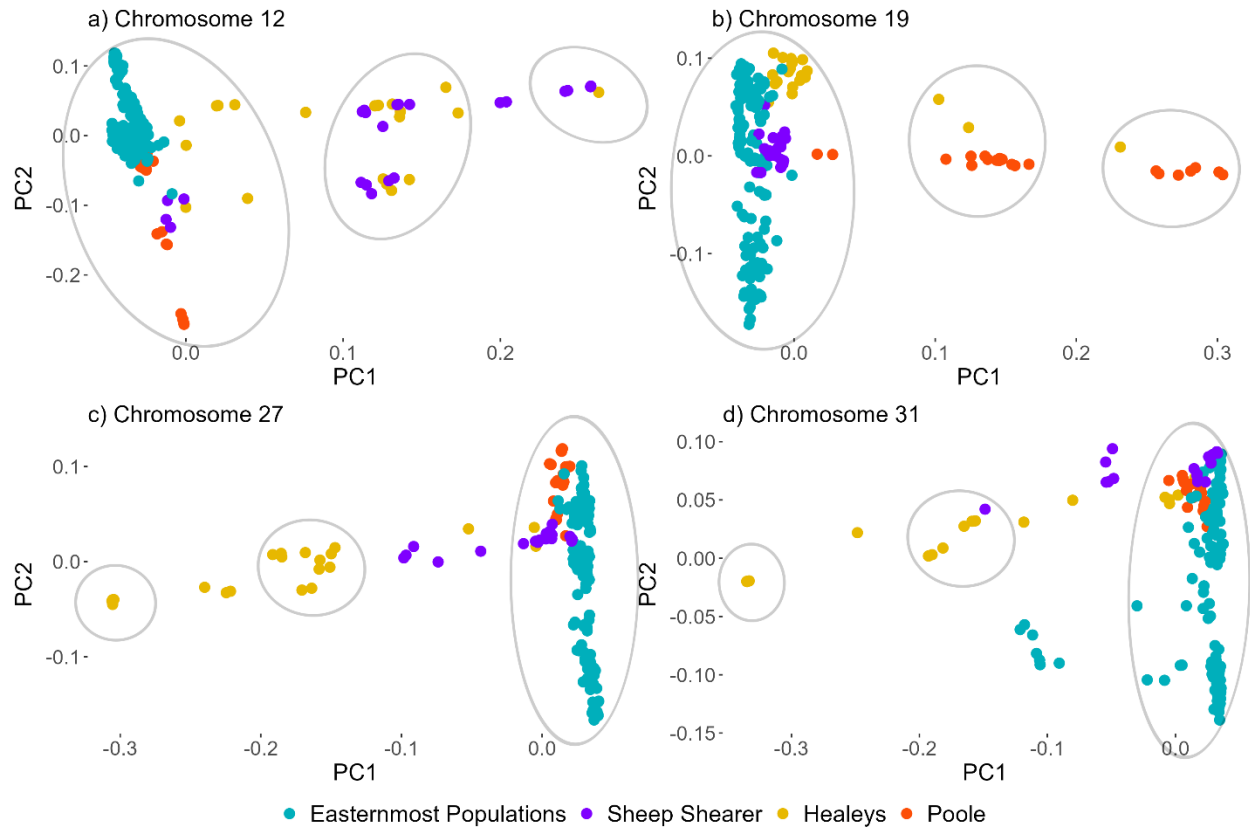 a) Chromosome 12
0.1
0.0
-0.1
-0.2
PC2
0.0
0.1
0.2
PC1
b) Chromosome 19
0.1
0.0
-0.1
PC2
0.0
0.1
0.2
0.3
PC1
c) Chromosome 27
0.1
0.0
-0.1
PC2
-0.3
-0.2
-0.1
0.0
PC1
d) Chromosome 31
0.10
0.05
0.00
-0.05
-0.10
-0.15
PC2
-0.3
-0.2
-0.1
0.0
PC1
Easternmost Populations Sheep Shearer Healeys Poole